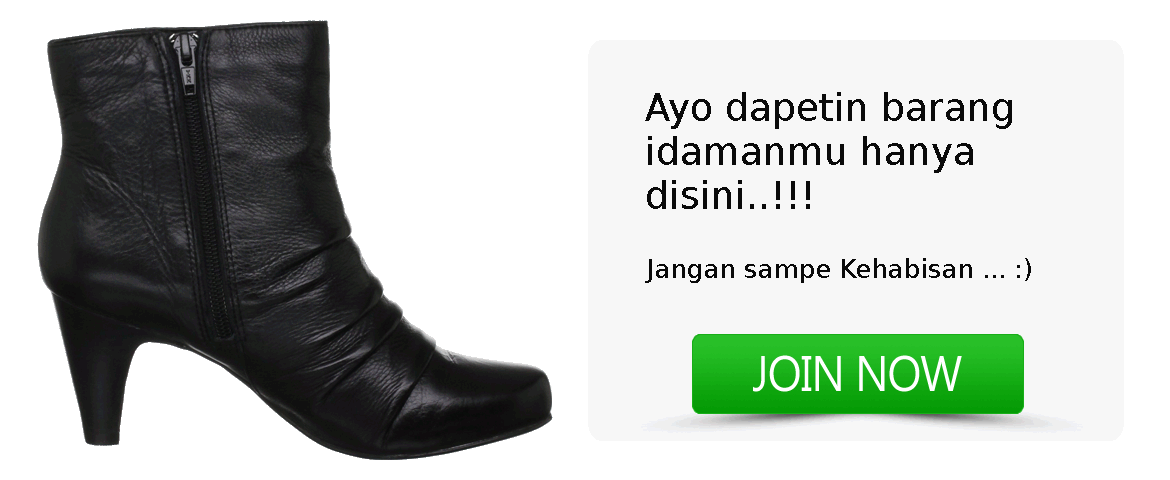 Ayo dapetin barang
idamanmu hanya
disini..!!!
Jangan sampe Kehabisan ... :)
JOIN NOW